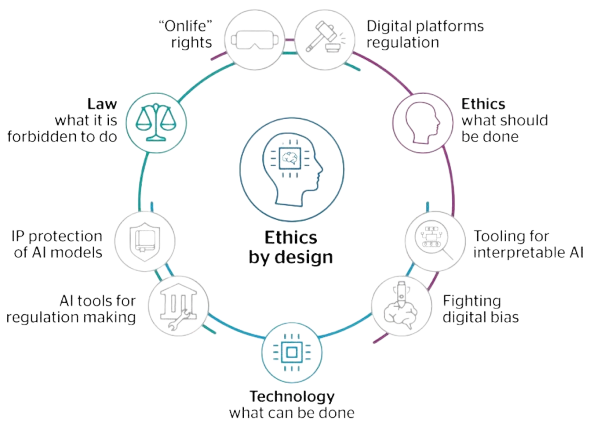 “Onlife”
rights
Digital platforms
regulation
Law
what it is
forbidden to do
Ethics
what should
be done
Ethics
by design
IP protection
of AI models
Tooling for
interpretable AI
AI tools for
regulation making
Fighting
digital bias
Technology
what can be done